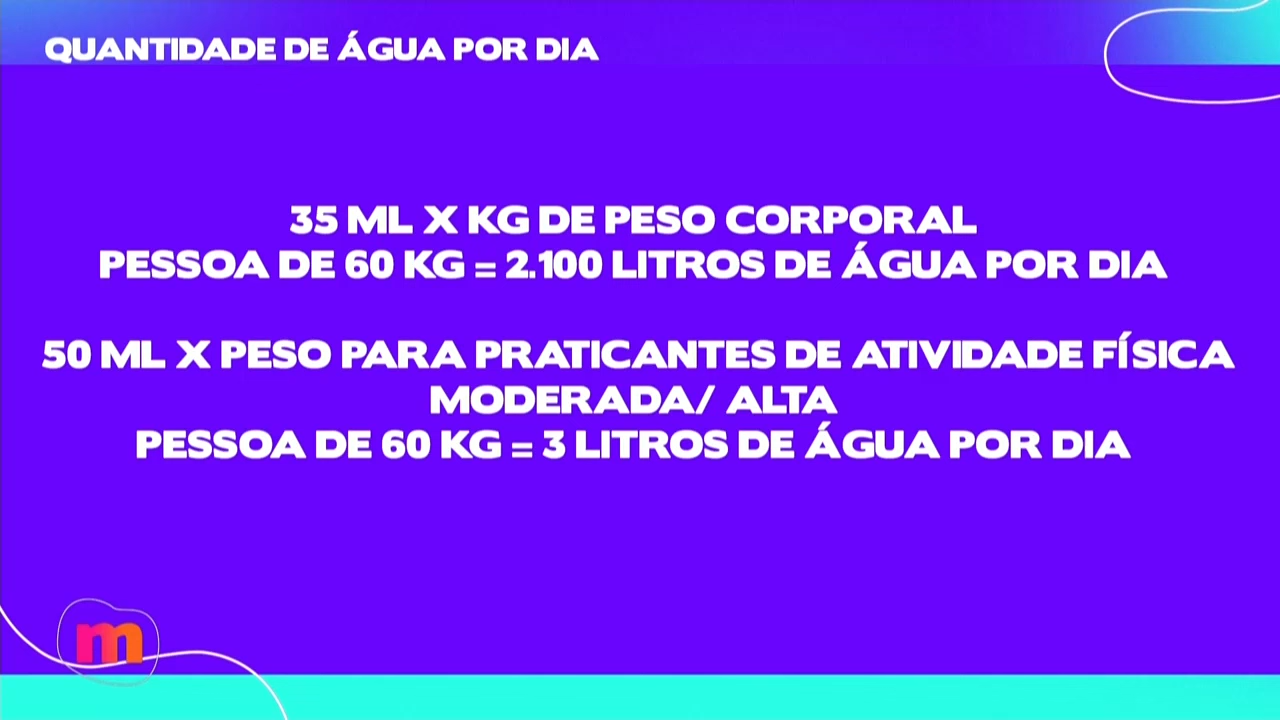 QUANTIDADE DE ÁGUA POR DIA
35 ML X KG DE PESO CORPORAL
PESSOA DE 60 KG = 2.100 LITROS DE ÁGUA POR DIA
50 ML X PESO PARA PRATICANTES DE ATIVIDADE FÍSICA
MODERADA/ ALTA
PESSOA DE 60 KG = 3 LITROS DE ÁGUA POR DIA
m